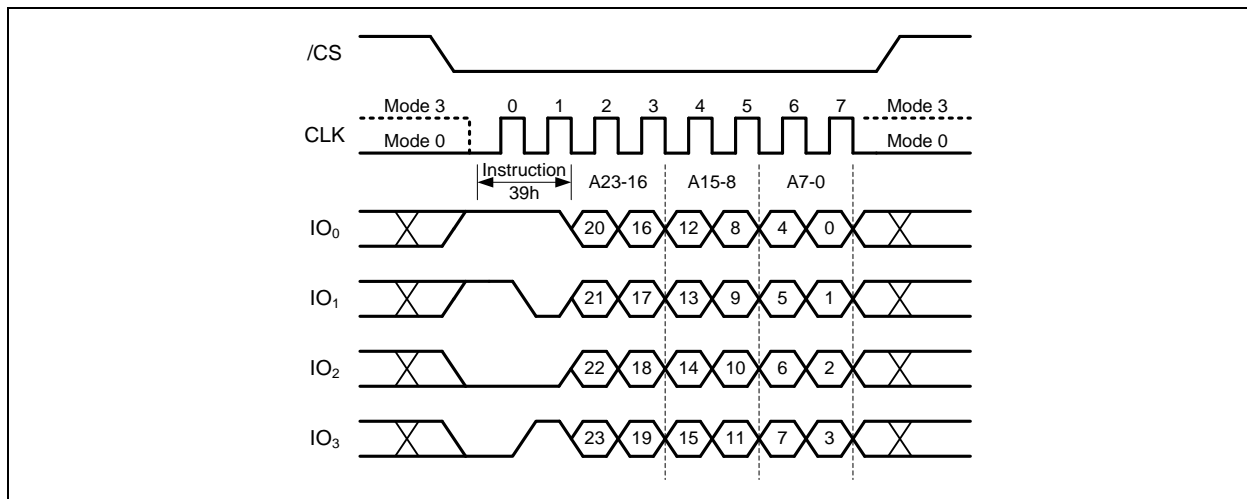 /CS
Mode 3 0 1 2 3 4 5 6 7 Mode 3
CLK
Mode 0 Mode 0
Instruction A23-16 A15-8 A7-0
39h
IO0 20 16 12 8 4 0
IO1 21 17 13 9 5 1
IO2 22 18 14 10 6 2
IO3 23 19 15 11 7 3